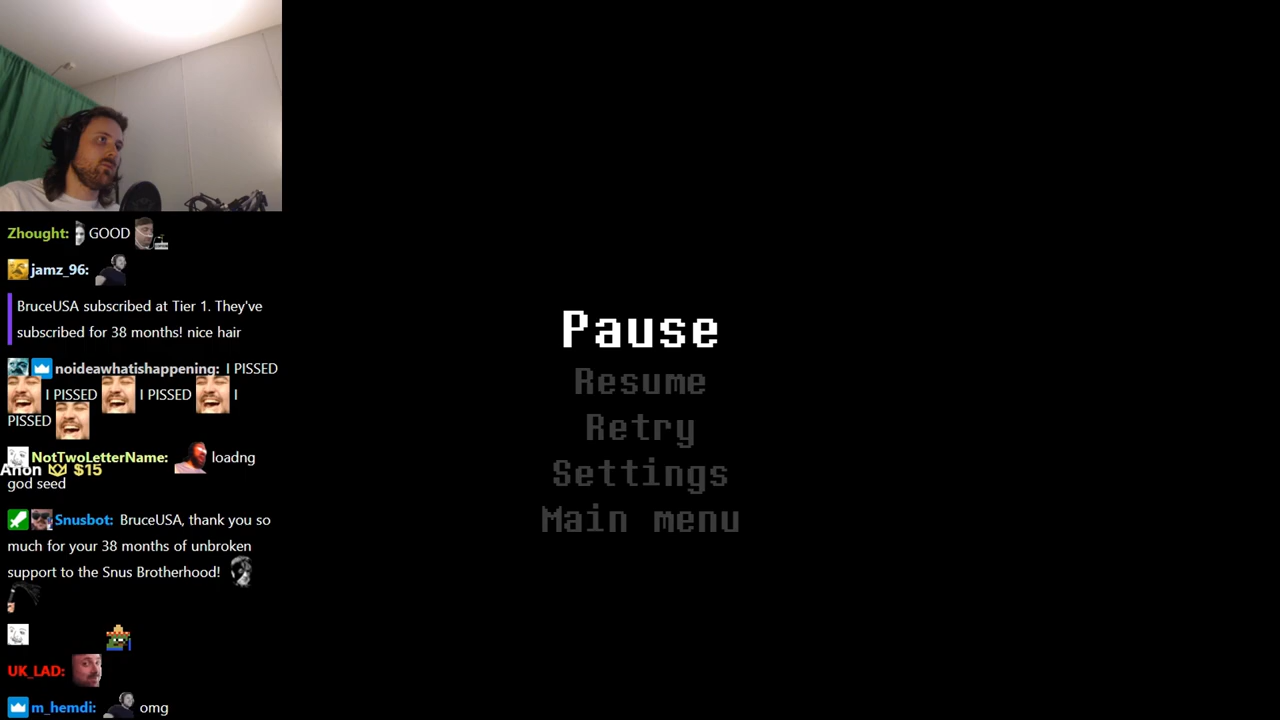 Zhought: GOOD
jamz_96:
BruceUSA subscribed at Tier 1. They've
subscribed for 38 months! nice hair
noideawhatishappening: I PISSED
I PISSED I PISSED I
PISSED
NotTwoLetterName: loadng
Anon $15
god seed
Snusbot: BruceUSA, thank you so
much for your 38 months of unbroken
support to the Snus Brotherhood!
UK_LAD:
m_hemdi: omg
Pause
Resume
Retry
Settings
Main menu